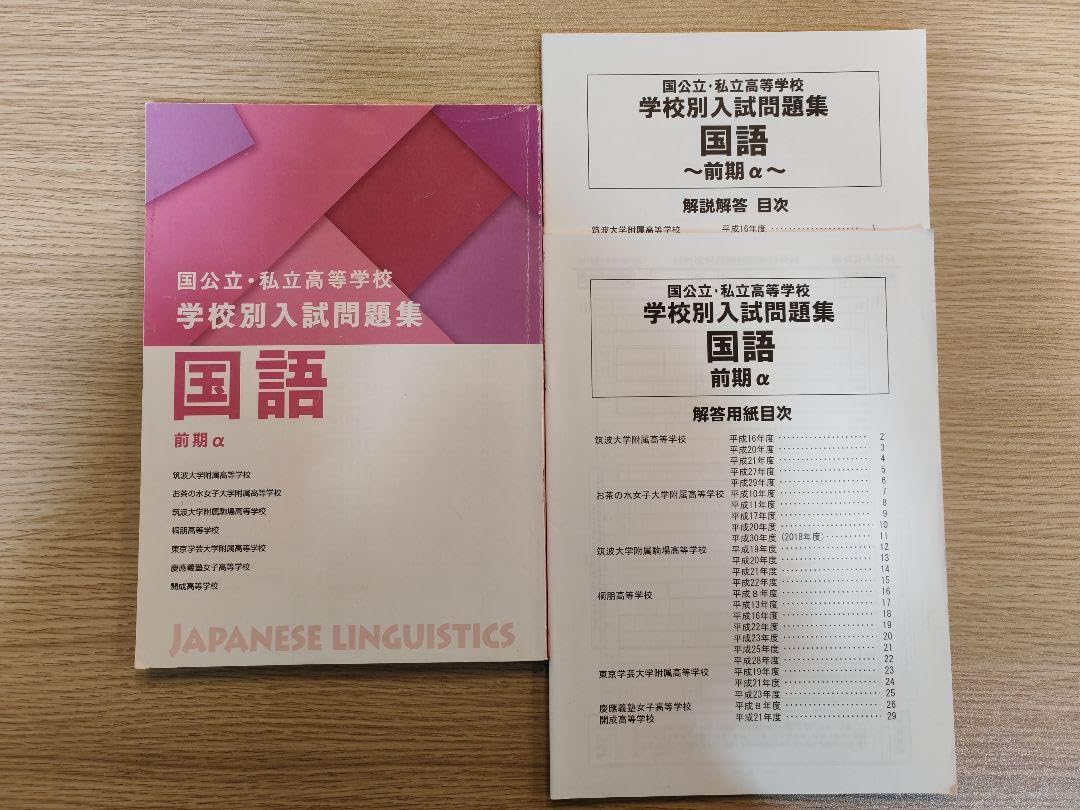 国公立・私立高等学校
学校別入試問題集
国語
前期α
筑波大学附属高等学校
お茶の水女子大学附属高等学校
筑波大学附属駒場高等学校
桐朋高等学校
東京学芸大学附属高等学校
慶應義塾女子高等学校
開成高等学校
JAPANESE LINGUISTICS
国公立・私立高等学校
学校別入試問題集
国語
～前期α～
解説解答 目次
筑波大学附属高等学校 平成16年度 ⋯⋯⋯⋯⋯ 1
国公立・私立高等学校
学校別入試問題集
国語
前期α
解答用紙目次
筑波大学附属高等学校 平成16年度 ⋯⋯⋯⋯⋯ 2
平成20年度 ⋯⋯⋯⋯⋯ 3
平成21年度 ⋯⋯⋯⋯⋯ 4
平成27年度 ⋯⋯⋯⋯⋯ 5
平成29年度 ⋯⋯⋯⋯⋯ 6
お茶の水女子大学附属高等学校 平成10年度 ⋯⋯⋯⋯⋯ 7
平成11年度 ⋯⋯⋯⋯⋯ 8
平成17年度 ⋯⋯⋯⋯⋯ 9
平成20年度 ⋯⋯⋯⋯⋯ 10
平成30年度（2018年度）⋯⋯ 11
筑波大学附属駒場高等学校 平成19年度 ⋯⋯⋯⋯⋯ 12
平成20年度 ⋯⋯⋯⋯⋯ 13
平成21年度 ⋯⋯⋯⋯⋯ 14
平成22年度 ⋯⋯⋯⋯⋯ 15
桐朋高等学校 平成８年度 ⋯⋯⋯⋯⋯ 16
平成13年度 ⋯⋯⋯⋯⋯ 17
平成16年度 ⋯⋯⋯⋯⋯ 18
平成22年度 ⋯⋯⋯⋯⋯ 19
平成23年度 ⋯⋯⋯⋯⋯ 20
平成25年度 ⋯⋯⋯⋯⋯ 21
平成28年度 ⋯⋯⋯⋯⋯ 22
東京学芸大学附属高等学校 平成19年度 ⋯⋯⋯⋯⋯ 23
平成21年度 ⋯⋯⋯⋯⋯ 24
平成23年度 ⋯⋯⋯⋯⋯ 25
慶應義塾女子高等学校 平成８年度 ⋯⋯⋯⋯⋯ 26
開成高等学校 平成21年度 ⋯⋯⋯⋯⋯ 29